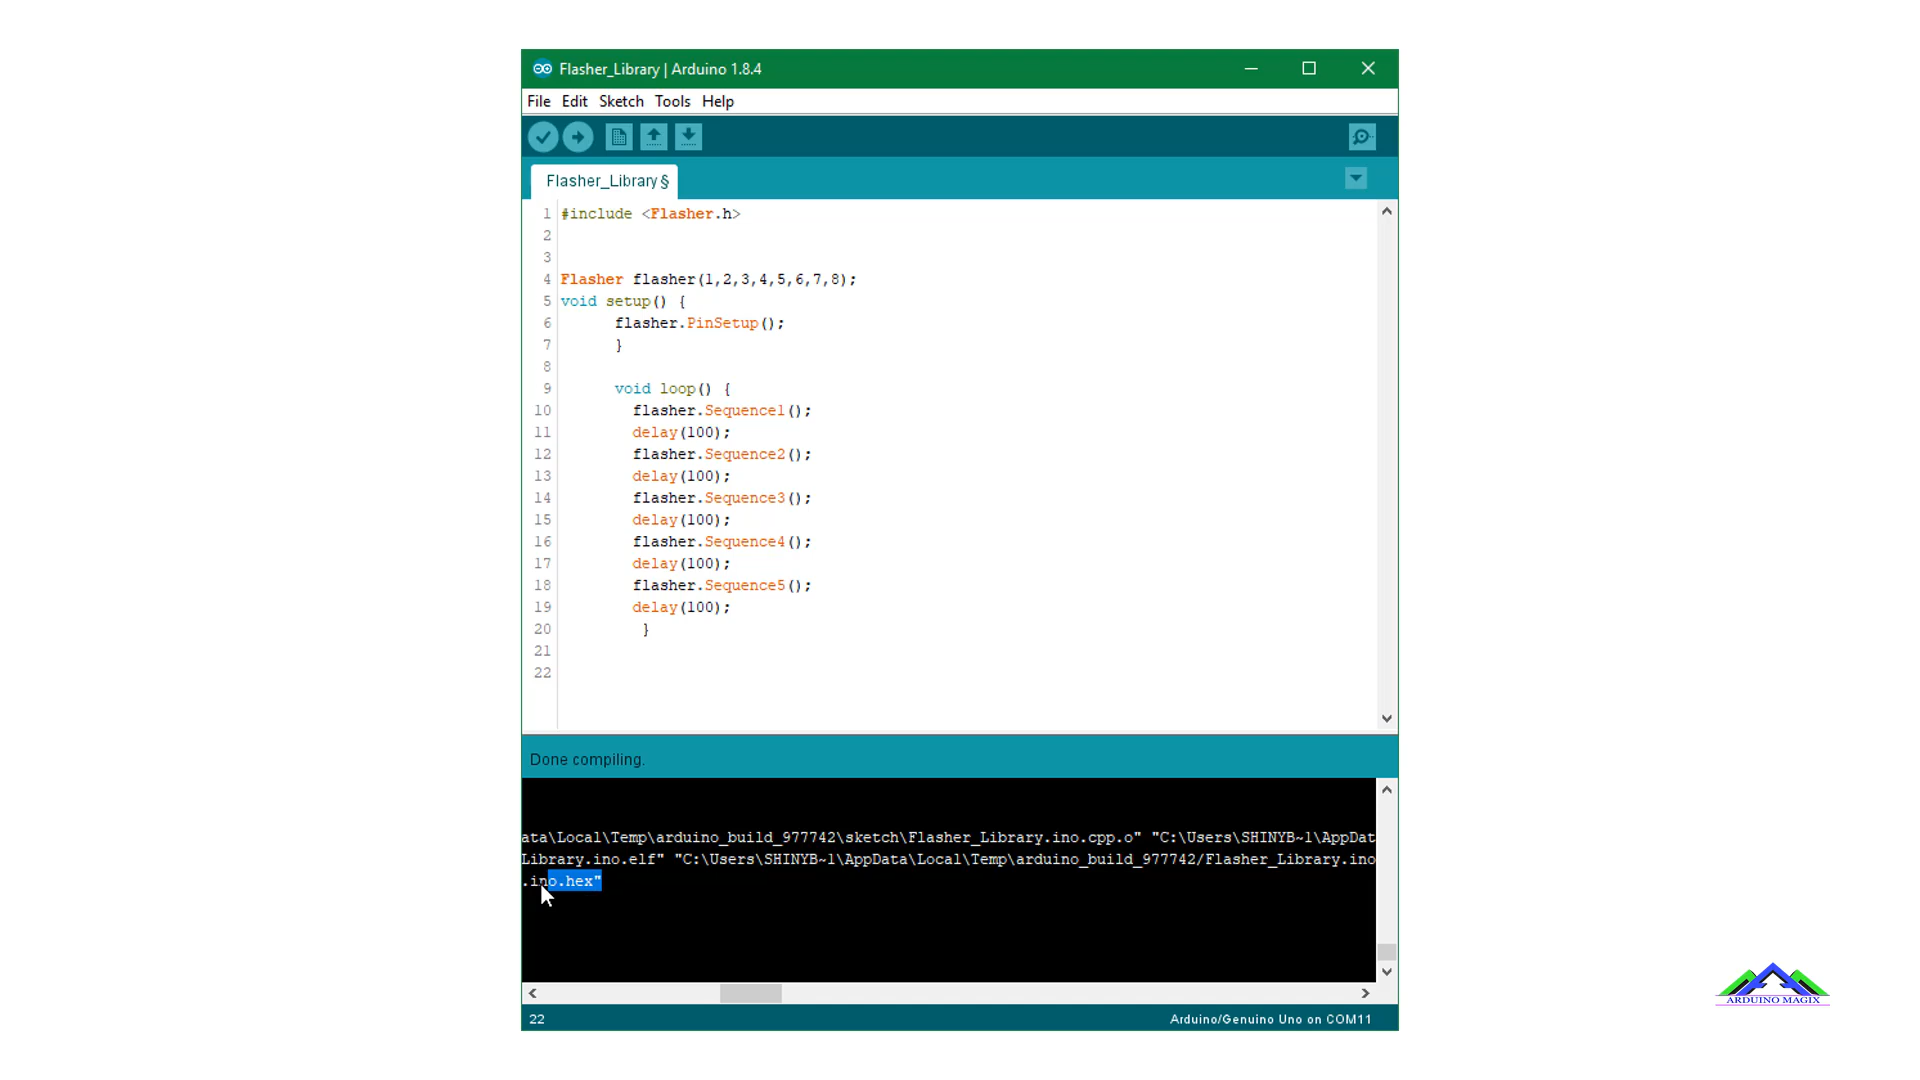 Flasher_Library | Arduino 1.8.4
File Edit Sketch Tools Help
Flasher_Library §
1 #include <Flasher.h>
2
3
4 Flasher flasher(1,2,3,4,5,6,7,8);
5 void setup() {
6 flasher.PinSetup();
7 }
8
9 void loop() {
10 flasher.Sequence1();
11 delay(100);
12 flasher.Sequence2();
13 delay(100);
14 flasher.Sequence3();
15 delay(100);
16 flasher.Sequence4();
17 delay(100);
18 flasher.Sequence5();
19 delay(100);
20 }
21
22
Done compiling.
ata\Local\Temp\arduino_build_977742\sketch\Flasher_Library.ino.cpp.o" "C:\Users\SHINYB~1\AppDat
Library.ino.elf" "C:\Users\SHINYB~1\AppData\Local\Temp\arduino_build_977742/Flasher_Library.ino
.ino.hex"
22 Arduino/Genuino Uno on COM11
ARDUINO MAGIX